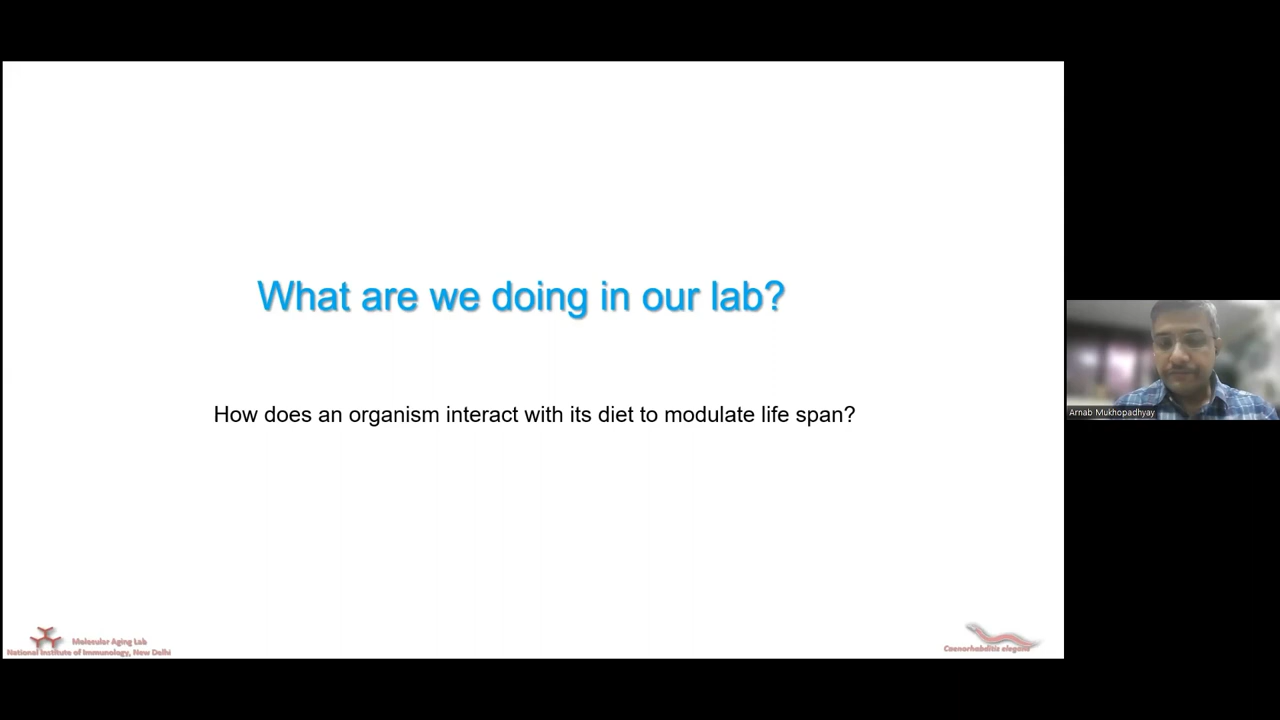 What are we doing in our lab?
How does an organism interact with its diet to modulate life span?
Arnab Mukhopadhyay
Molecular Aging Lab
National Institute of Immunology, New Delhi
Caenorhabditis elegans